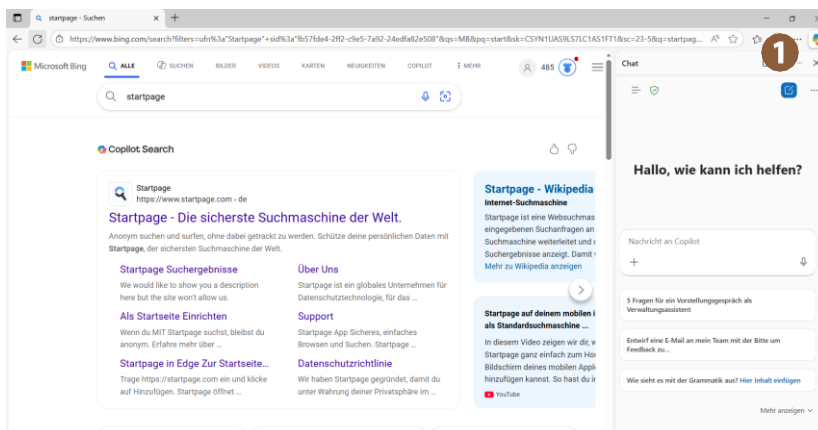 startpage - Suchen
https://www.bing.com/search?filters=ufn%3a"Startpage"+sid%3a"fb57fde4-2ff2-c9e5-7a92-24edfa82e508"&qs=MB&pq=start&sk=CSYN1UAS9LS7LC1AS1FT1&sc=23-5&q=startpag...
1
Microsoft Bing
ALLE
SUCHEN
BILDER
VIDEOS
KARTEN
NEUIGKEITEN
COPILOT
MEHR
485
startpage
Copilot Search
Startpage
https://www.startpage.com › de
Startpage - Die sicherste Suchmaschine der Welt.
Anonym suchen und surfen, ohne dabei getrackt zu werden. Schütze deine persönlichen Daten mit
Startpage, der sichersten Suchmaschine der Welt.
Startpage Suchergebnisse
We would like to show you a description
here but the site won't allow us.
Über Uns
Startpage ist ein globales Unternehmen für
Datenschutztechnologie, für das ...
Als Startseite Einrichten
Wenn du MIT Startpage suchst, bleibst du
anonym. Erfahre mehr über ...
Support
Startpage App Sicheres, einfaches
Browsen und Suchen. Startpage ...
Startpage in Edge Zur Startseite...
Trage https://startpage.com ein und klicke
auf Hinzufügen. Startpage öffnet ...
Datenschutzrichtlinie
Wir haben Startpage gegründet, damit du
unter Wahrung deiner Privatsphäre im ...
Startpage - Wikipedia
Internet-Suchmaschine
Startpage ist eine Websuchmas
eingegebenen Suchanfragen an
Suchmaschine weiterleitet und
Suchergebnisse anzeigt. Damit
Mehr zu Wikipedia anzeigen
Startpage auf deinem mobilen
als Standardsuchmaschine ...
In diesem Video zeigen wir dir, w
Startpage ganz einfach zum Ho
Bildschirm deines mobilen Appl
hinzufügen kannst. So hast du ir
YouTube
Chat
Hallo, wie kann ich helfen?
Nachricht an Copilot
5 Fragen für ein Vorstellungsgespräch als
Verwaltungsassistent
Entwirf eine E-Mail an mein Team mit der Bitte um
Feedback zu...
Wie sieht es mit der Grammatik aus? Hier Inhalt einfügen
Mehr anzeigen